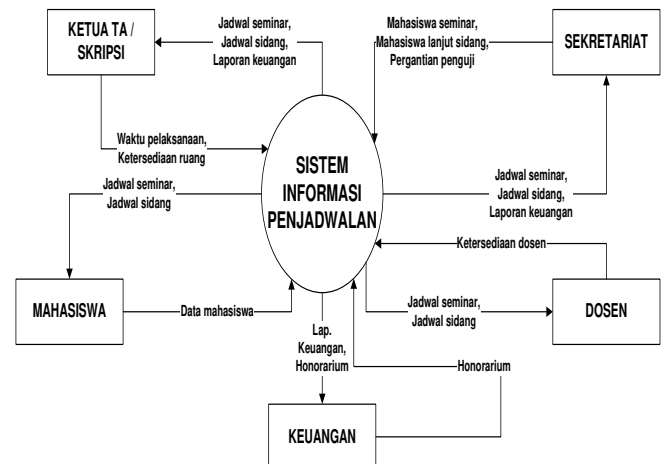 KETUA TA /
SKRIPSI
Jadwal seminar,
Jadwal sidang,
Laporan keuangan
Mahasiswa seminar,
Mahasiswa lanjut sidang,
Pergantian penguji
SEKRETARIAT
Waktu pelaksanaan,
Ketersediaan ruang
SISTEM
INFORMASI
PENJADWALAN
Jadwal seminar,
Jadwal sidang
Jadwal seminar,
Jadwal sidang,
Laporan keuangan
Ketersediaan dosen
MAHASISWA
Data mahasiswa
Jadwal seminar,
Jadwal sidang
DOSEN
Lap.
Keuangan,
Honorarium
Honorarium
KEUANGAN